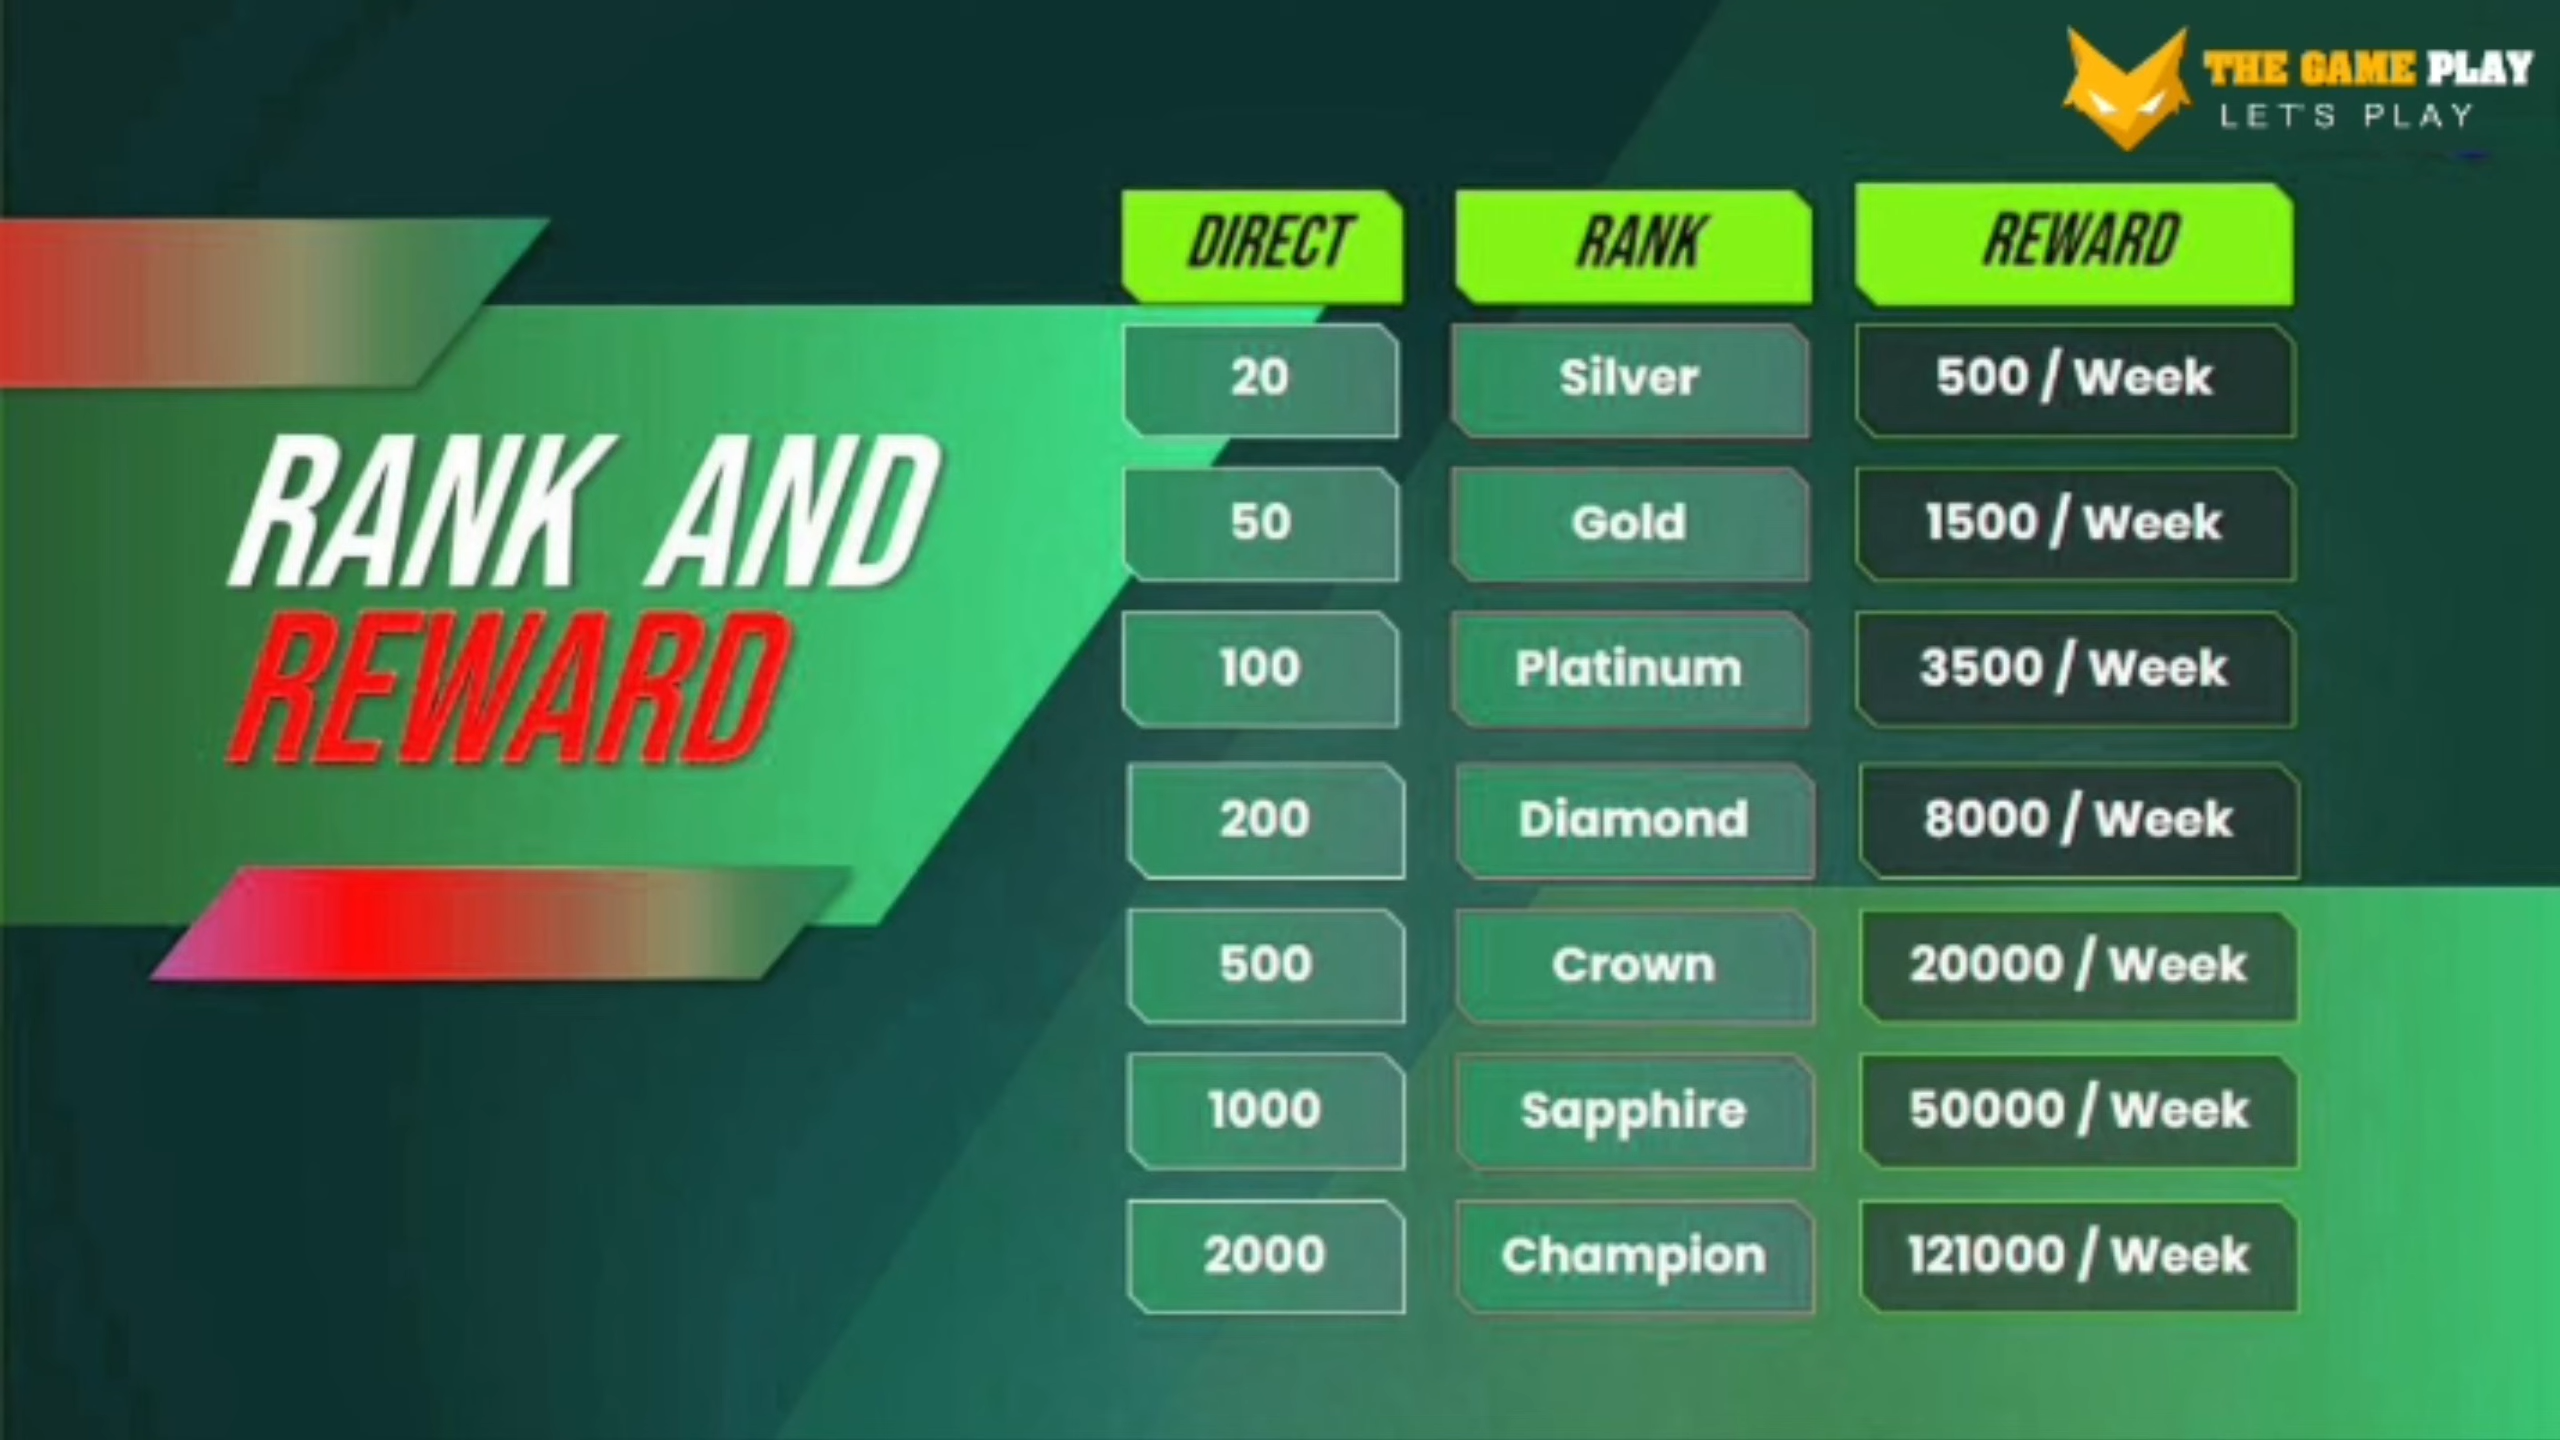 THE GAME PLAY
LET'S PLAY
RANK AND
REWARD
DIRECT RANK REWARD
20 Silver 500 / Week
50 Gold 1500 / Week
100 Platinum 3500 / Week
200 Diamond 8000 / Week
500 Crown 20000 / Week
1000 Sapphire 50000 / Week
2000 Champion 121000 / Week